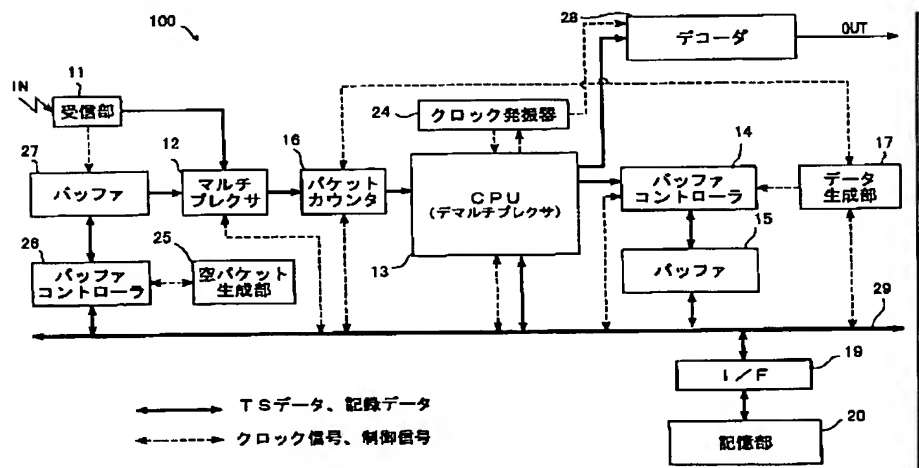 100
28
デコーダ
OUT
IN
11
受信部
24
クロック発振器
27
バッファ
12
マルチ
プレクサ
16
パケット
カウンタ
CPU
(デマルチプレクサ)
13
14
バッファ
コントローラ
17
データ
生成部
15
バッファ
26
バッファ
コントローラ
25
空パケット
生成部
29
I/F
19
記憶部
20
TSデータ、記録データ
クロック信号、制御信号